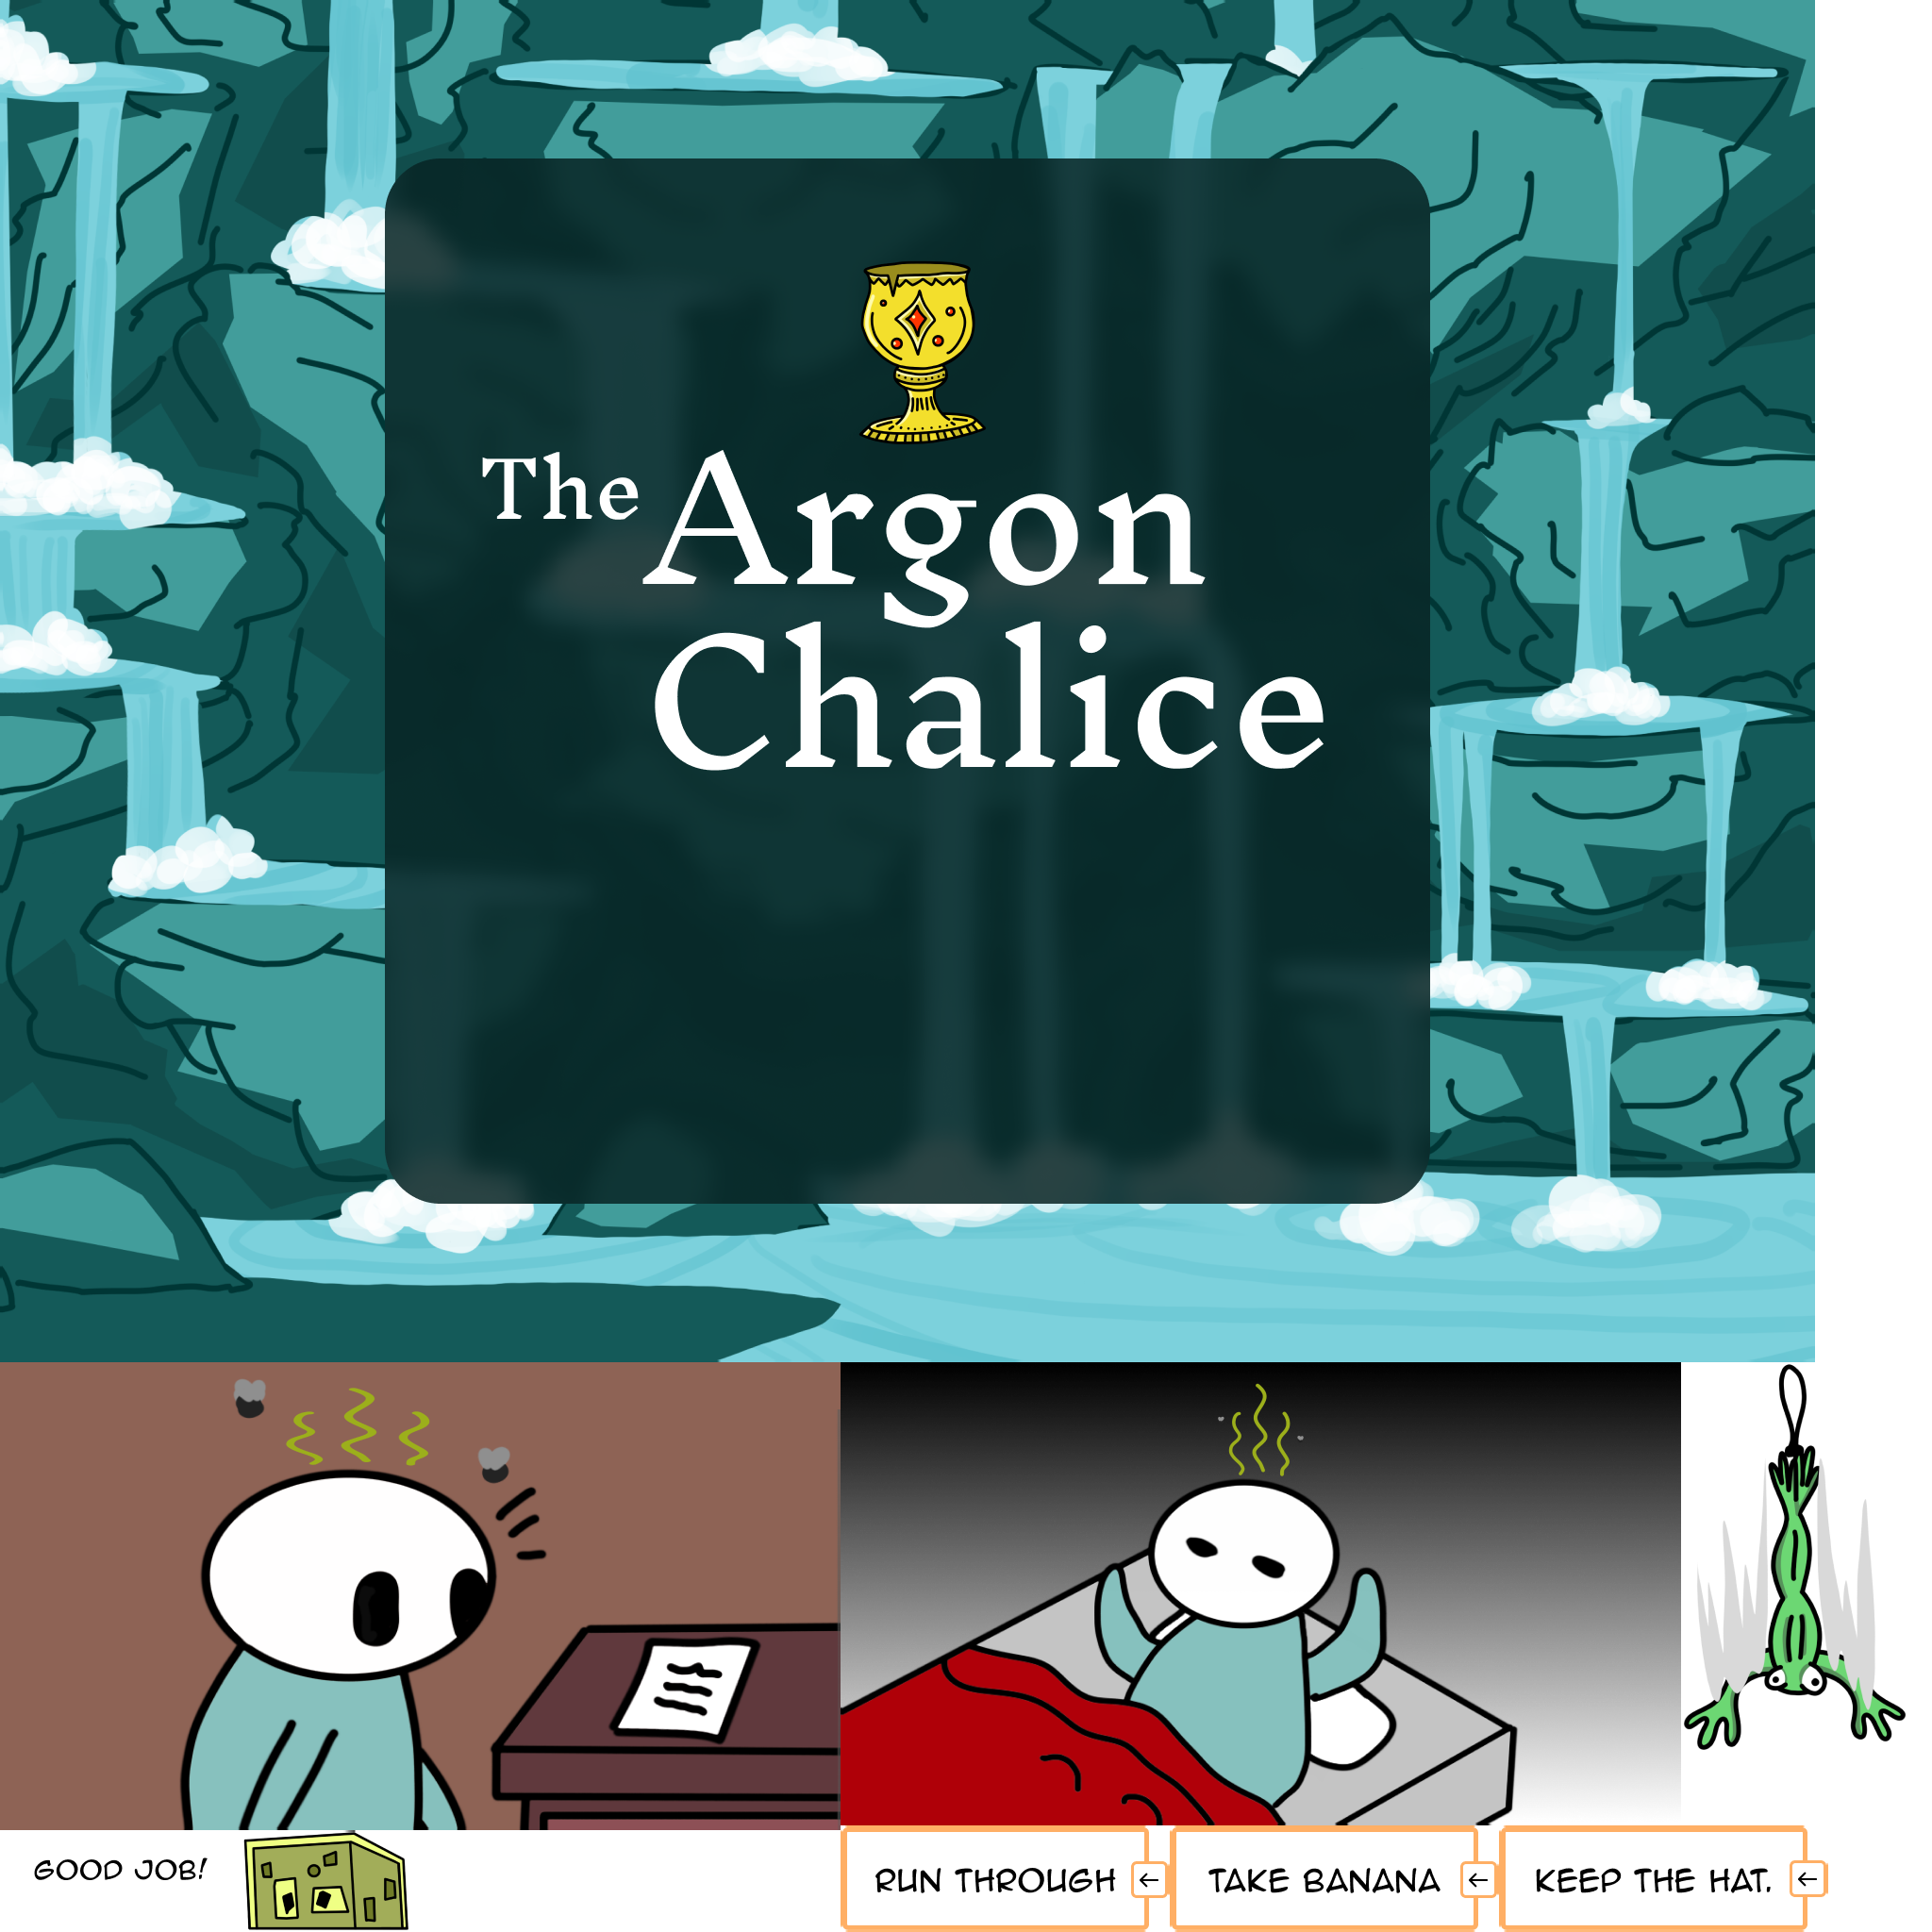 The Argon
Chalice
GOOD JOB!
RUN THROUGH
TAKE BANANA
KEEP THE HAT.